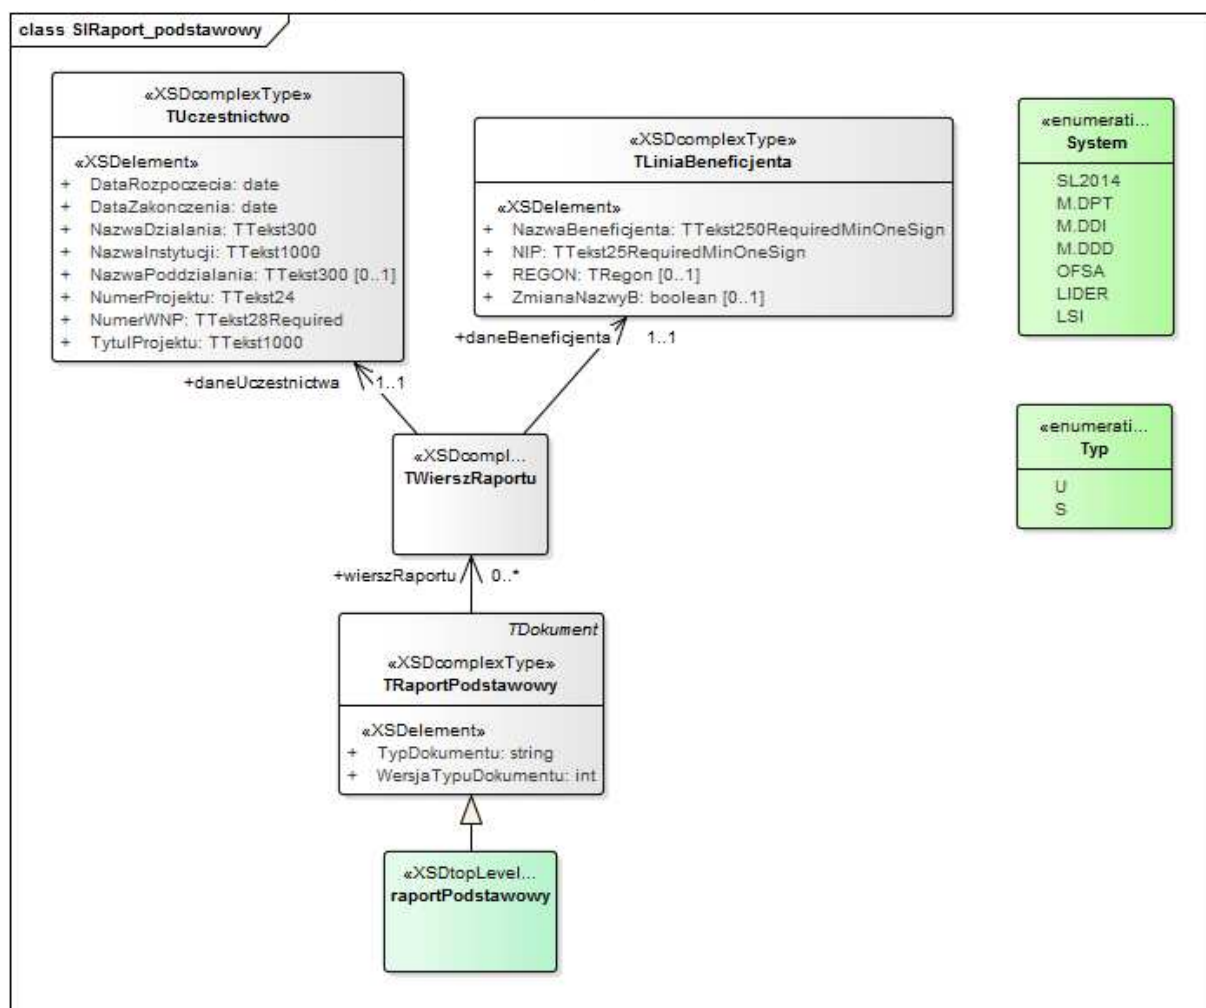 class SIRaport_podstawowy
«XSDcomplexType»
TUczestnictwo
«XSDelement»
+ DataRozpoczecia: date
+ DataZakonczenia: date
+ NazwaDzialania: TTekst300
+ NazwaInstytucji: TTekst1000
+ NazwaPoddzialania: TTekst300 [0..1]
+ NumerProjektu: TTekst24
+ NumerWNP: TTekst28Required
+ TytulProjektu: TTekst1000
«XSDcomplexType»
TLiniaBeneficjenta
«XSDelement»
+ NazwaBeneficjenta: TTekst250RequiredMinOneSign
+ NIP: TTekst25RequiredMinOneSign
+ REGON: TRegon [0..1]
+ ZmianaNazwyB: boolean [0..1]
«enumerati...
System
SL2014
M.DPT
M.DDI
M.DDD
OFSA
LIDER
LSI
+daneBeneficjenta 1..1
+daneUczestnictwa 1..1
«enumerati...
Typ
U
S
«XSDcompl...
TWierszRaportu
+wierszRaportu 0..*
TDokument
«XSDcomplexType»
TRaportPodstawowy
«XSDelement»
+ TypDokumentu: string
+ WersjaTypuDokumentu: int
«XSDtopLevel...
raportPodstawowy